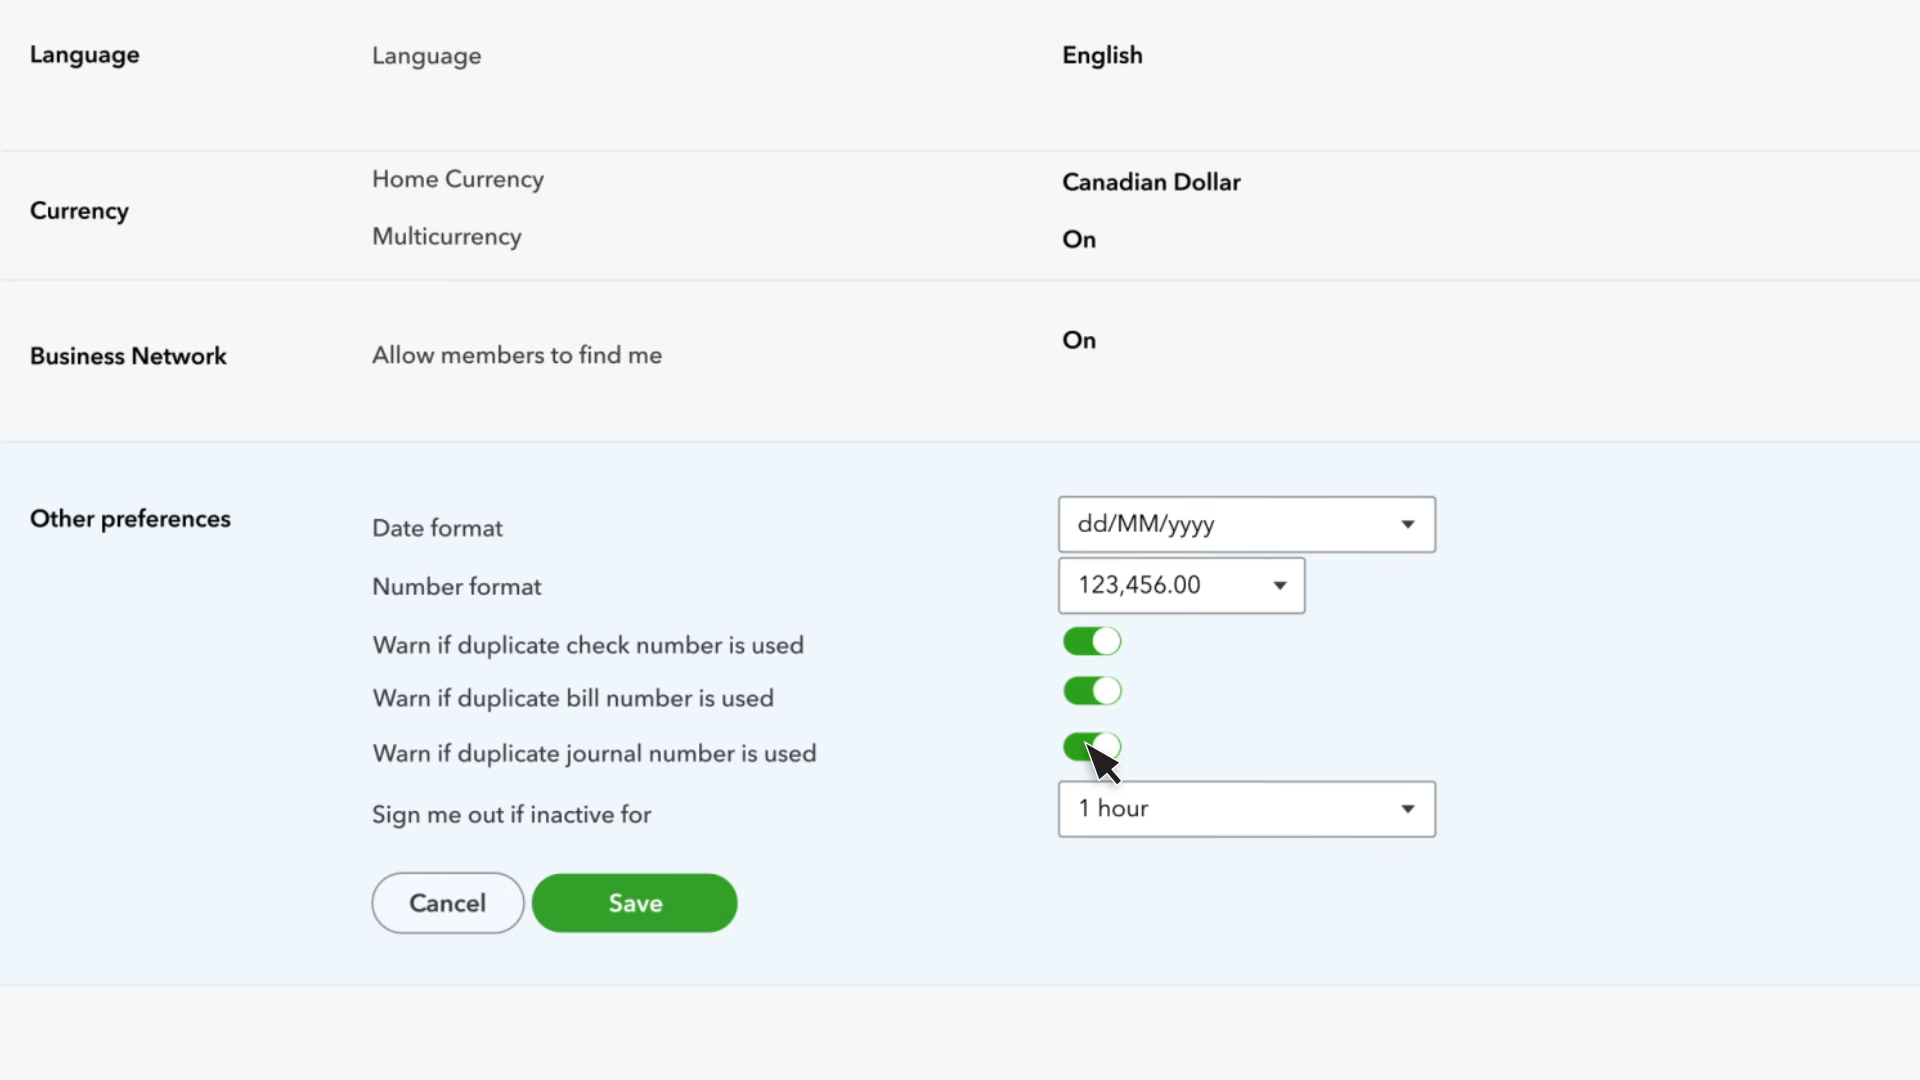 Language
Language
English
Currency
Home Currency
Canadian Dollar
Multicurrency
On
Business Network
Allow members to find me
On
Other preferences
Date format
dd/MM/yyyy
Number format
123,456.00
Warn if duplicate check number is used
Warn if duplicate bill number is used
Warn if duplicate journal number is used
Sign me out if inactive for
1 hour
Cancel
Save